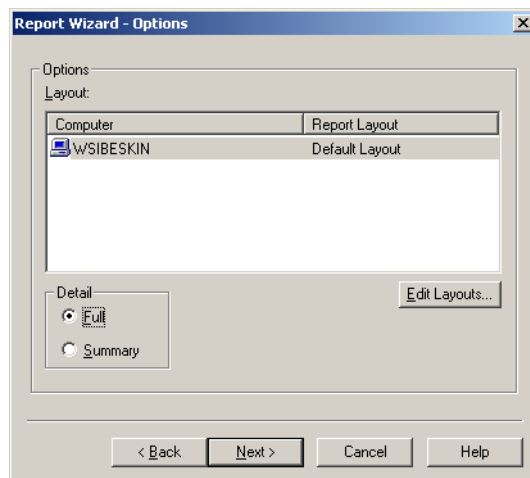 Report Wizard - Options
Options
Layout:
Computer Report Layout
WSIBESKIN Default Layout
Detail
Full
Summary
Edit Layouts...
< Back Next > Cancel Help